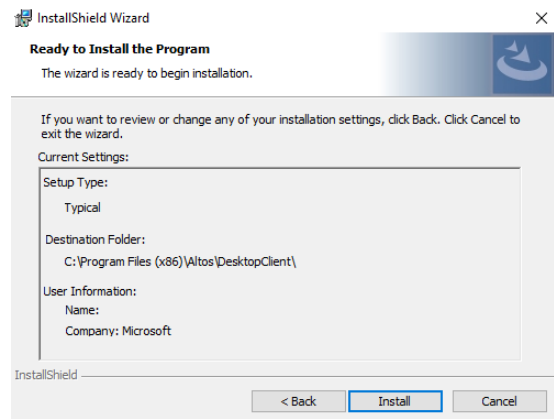 InstallShield Wizard
Ready to Install the Program
The wizard is ready to begin installation.
If you want to review or change any of your installation settings, click Back. Click Cancel to
exit the wizard.
Current Settings:
Setup Type:
Typical
Destination Folder:
C:\Program Files (x86)\Altos\DesktopClient\
User Information:
Name:
Company: Microsoft
InstallShield
< Back
Install
Cancel